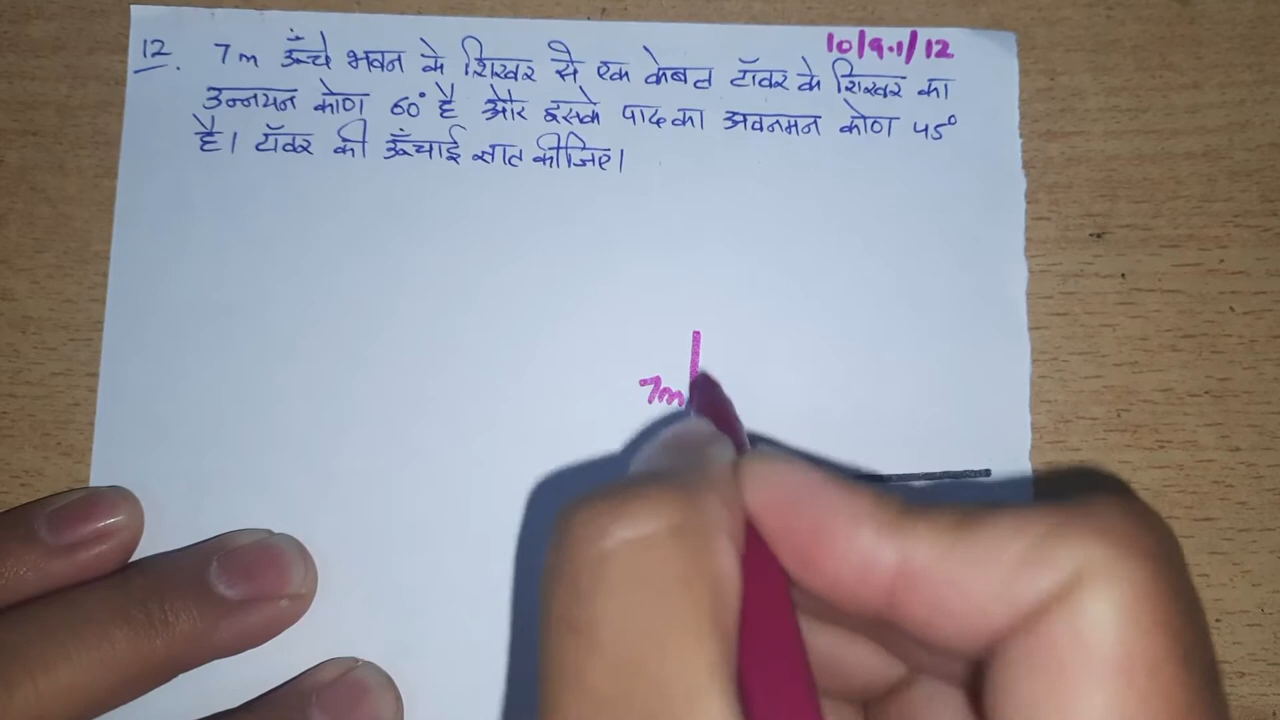 10/9.1/12
12. 7m ऊँचे भवन के शिखर से एक केबल टॉवर के शिखर का
उन्नयन कोण 60° है और इसके पाद का अवनमन कोण 45°
है। टॉवर की ऊँचाई ज्ञात कीजिए।
7m